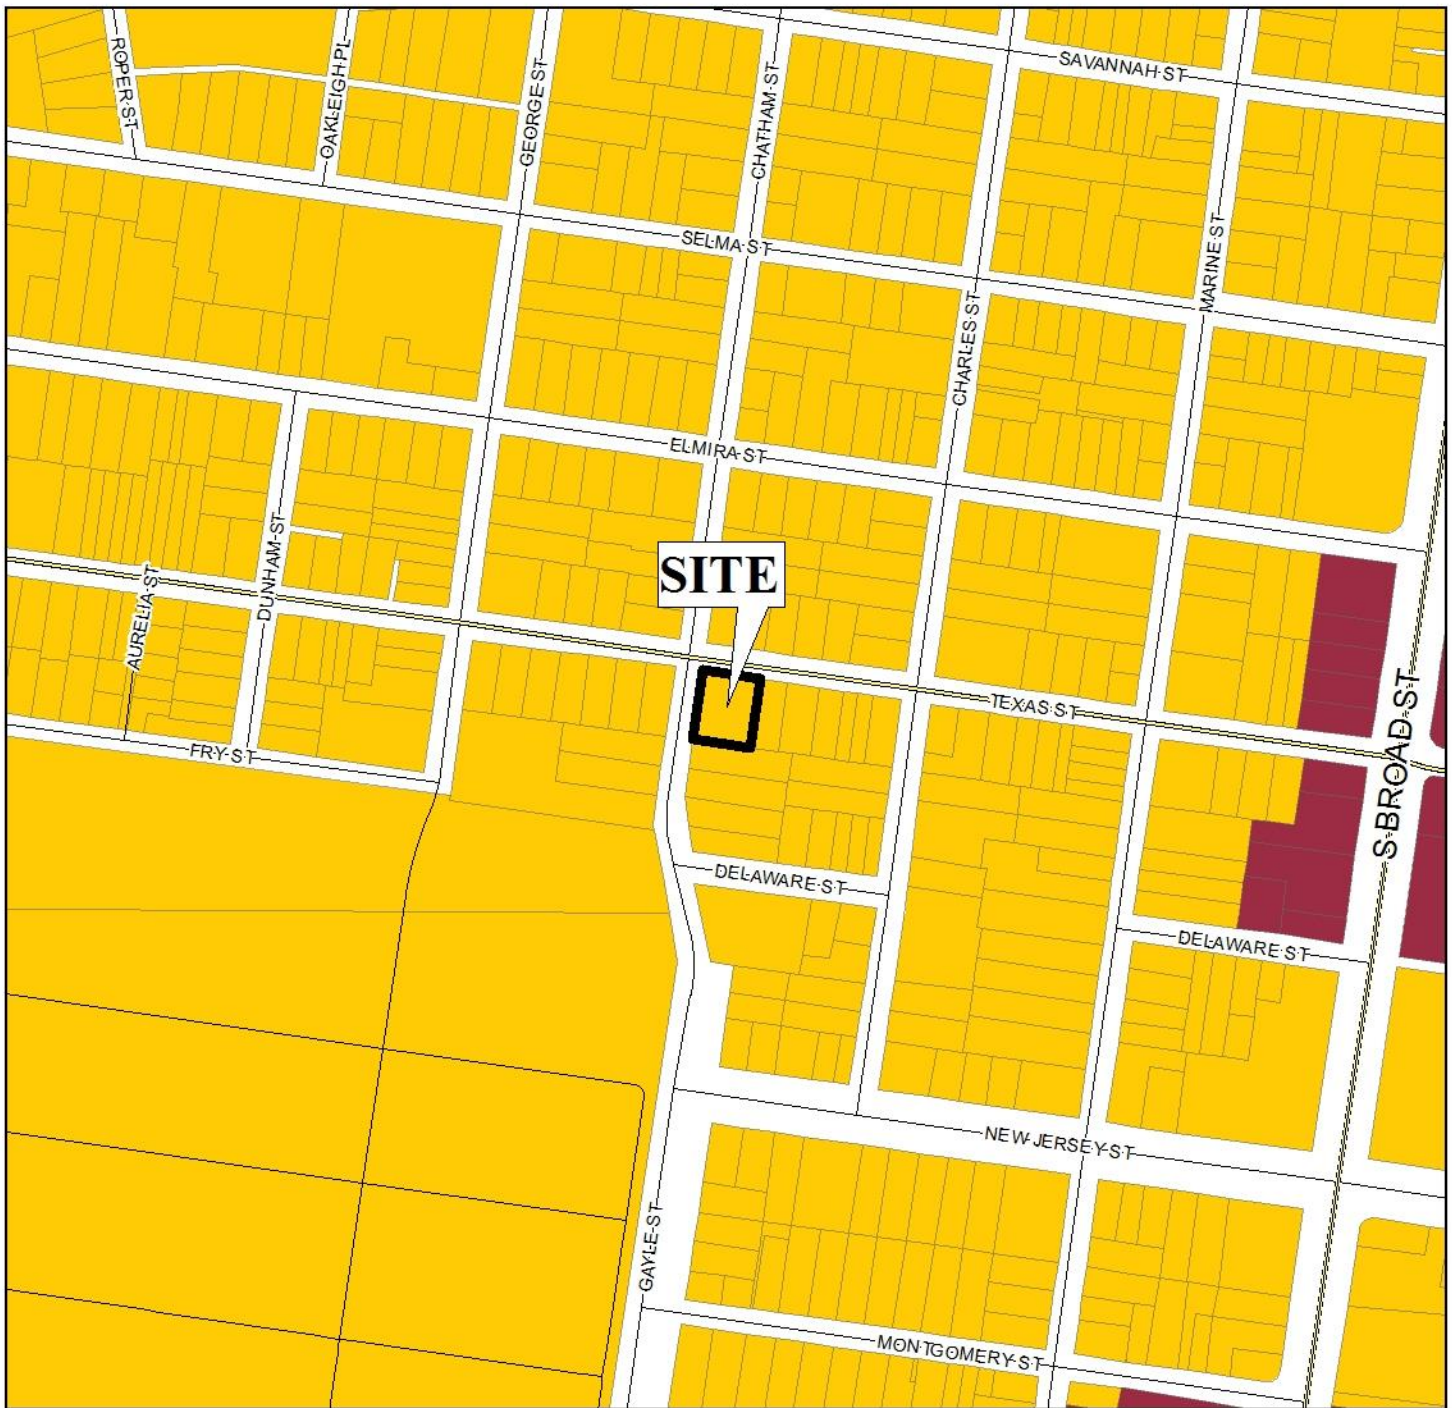 ROPER ST
OAKLEIGH PL
GEORGE ST
CHATHAM ST
SAVANNAH ST
SELMA ST
MARINE ST
CHARLES ST
ELMIRA ST
DUNHAM ST
AURELIA ST
SITE
TEXAS ST
S BROAD ST
FRY ST
DELAWARE ST
DELAWARE ST
NEW JERSEY ST
GAYLE ST
MONTGOMERY ST